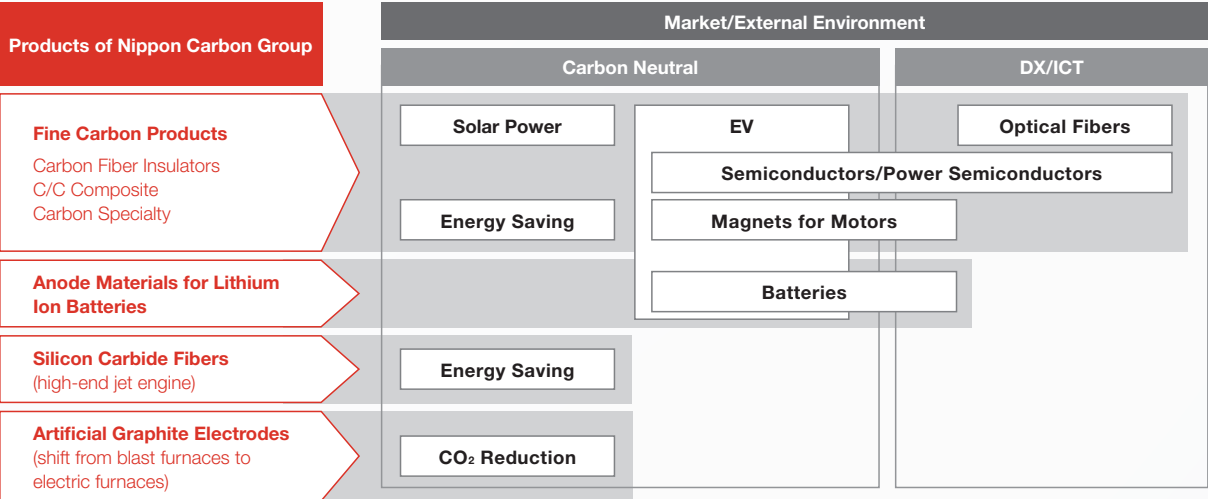 Products of Nippon Carbon Group
Market/External Environment
Carbon Neutral
DX/ICT
Fine Carbon Products
Carbon Fiber Insulators
C/C Composite
Carbon Specialty
Solar Power
EV
Optical Fibers
Semiconductors/Power Semiconductors
Energy Saving
Magnets for Motors
Anode Materials for Lithium
Ion Batteries
Batteries
Silicon Carbide Fibers
(high-end jet engine)
Energy Saving
Artificial Graphite Electrodes
(shift from blast furnaces to
electric furnaces)
CO₂ Reduction